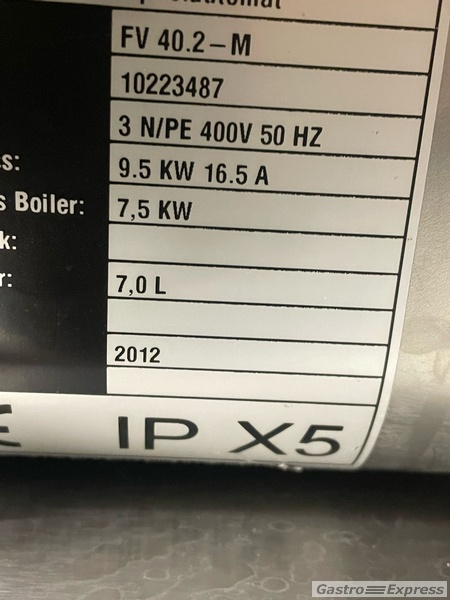 FV 40.2-M
10223487
3 N/PE 400V 50 HZ
s: 9.5 KW 16.5 A
s Boiler: 7,5 KW
k:
r: 7,0 L
2012
CE IP X5
Gastro Express